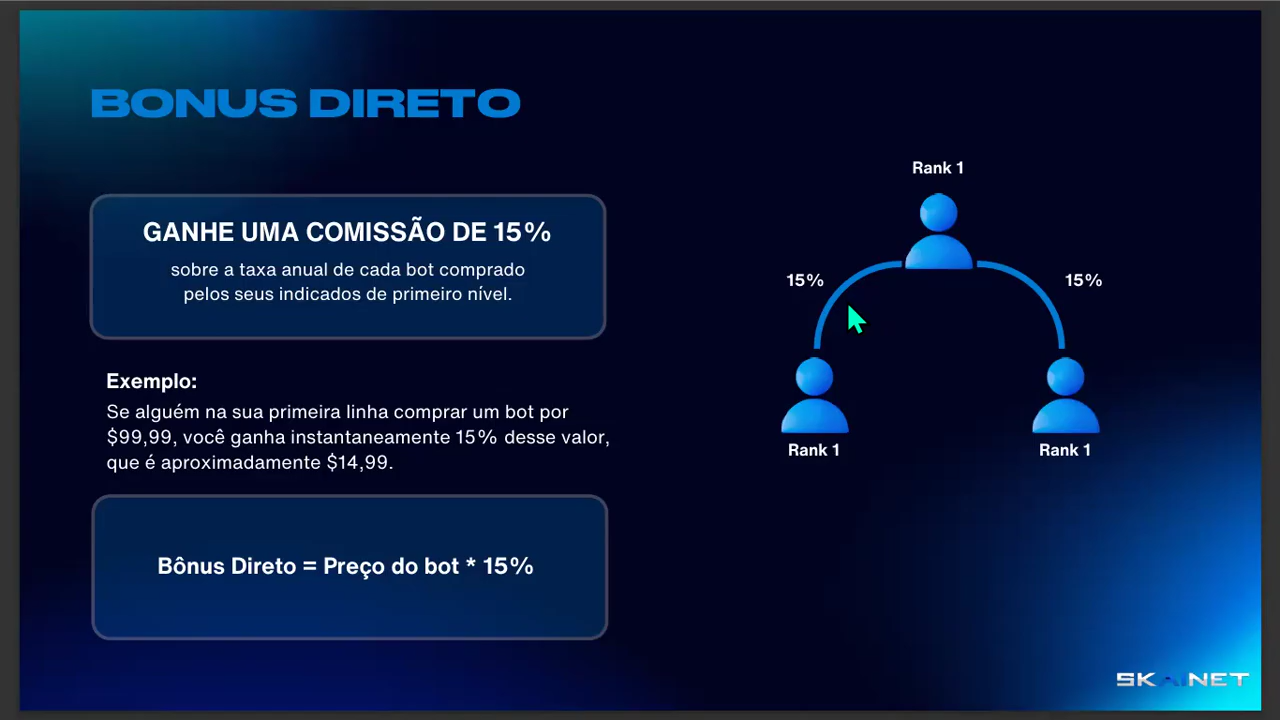 BONUS DIRETO
GANHE UMA COMISSÃO DE 15%
sobre a taxa anual de cada bot comprado
pelos seus indicados de primeiro nível.
Exemplo:
Se alguém na sua primeira linha comprar um bot por
$99,99, você ganha instantaneamente 15% desse valor,
que é aproximadamente $14,99.
Bônus Direto = Preço do bot * 15%
Rank 1
15%
15%
Rank 1
Rank 1
SKAINET